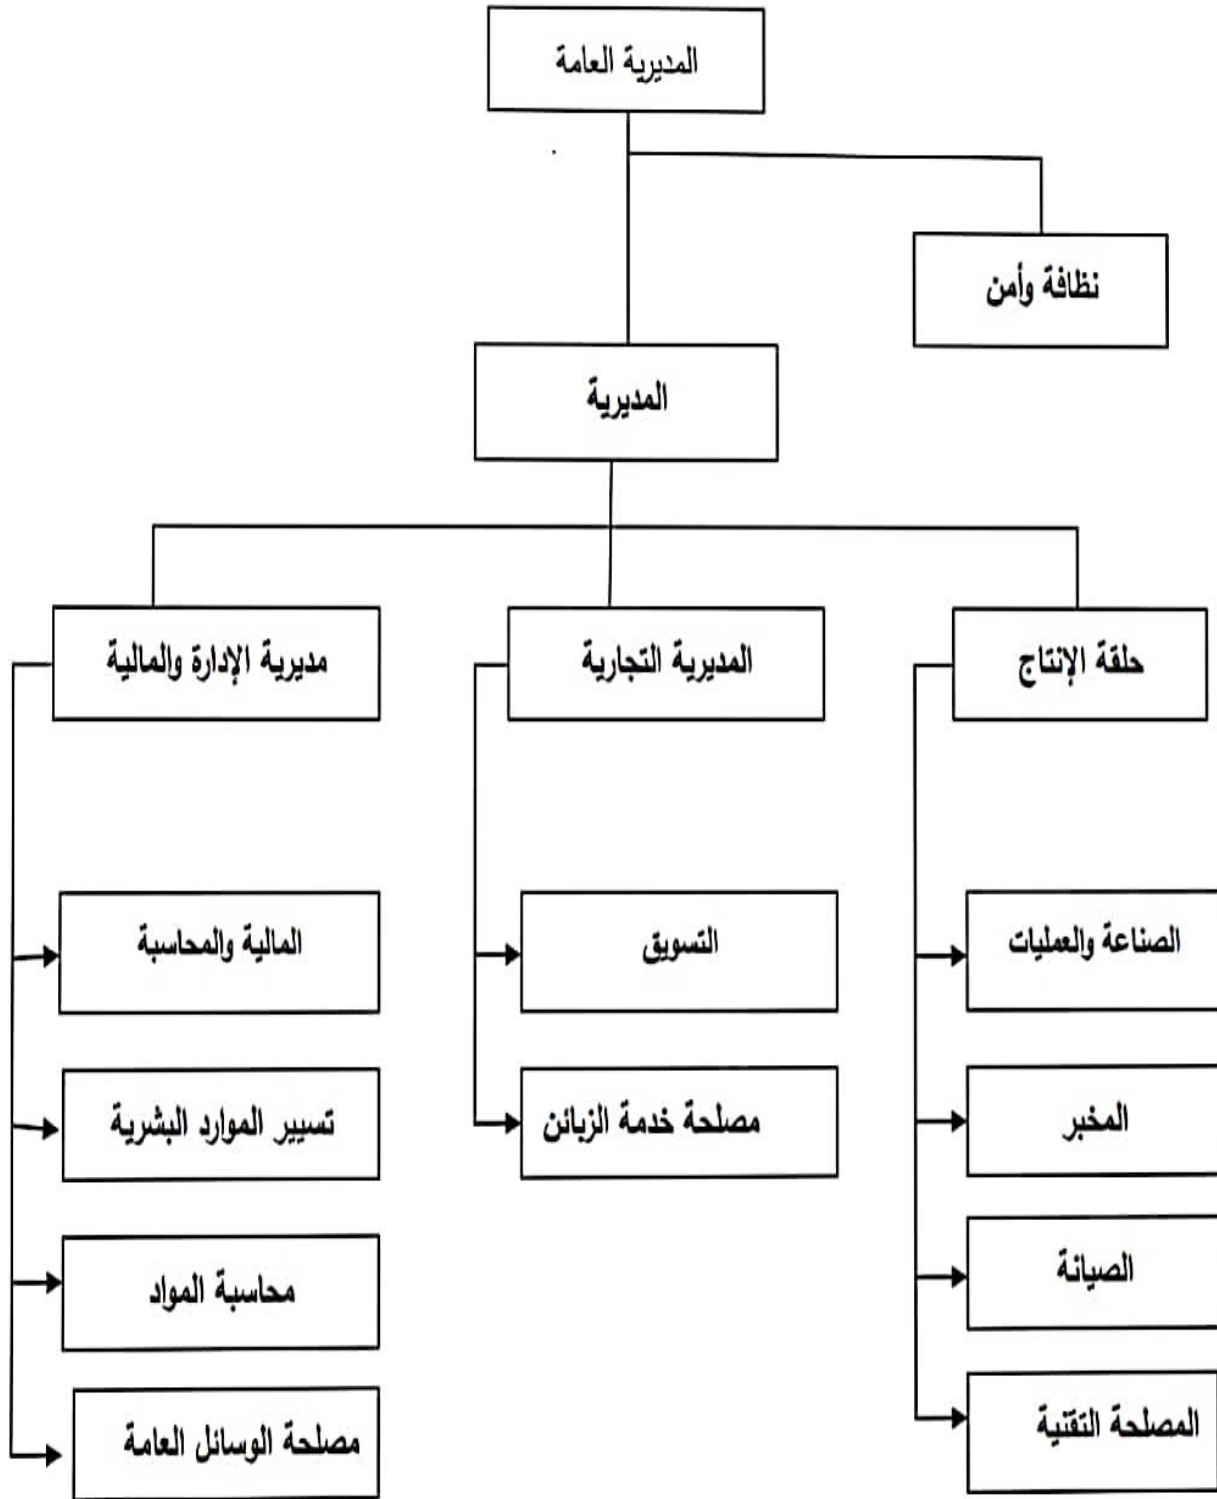 المديرية العامة
نظافة وأمن
المديرية
حلقة الإنتاج
المديرية التجارية
مديرية الإدارة والمالية
الصناعة والعمليات
التسويق
المالية والمحاسبة
المخبر
مصلحة خدمة الزبائن
تسيير الموارد البشرية
الصيانة
محاسبة المواد
المصلحة التقنية
مصلحة الوسائل العامة